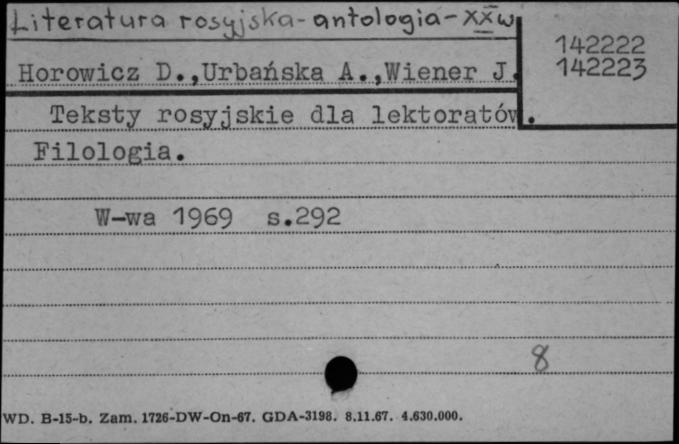 Literatura rosyjska - antologia - XX w
142222
Horowicz D.,Urbańska A.,Wiener J.
142223
Teksty rosyjskie dla lektoratów.
Filologia.
W-wa 1969 s.292
8
WD. B-15-b. Zam. 1726-DW-On-67. GDA-3198. 8.11.67. 4.630.000.